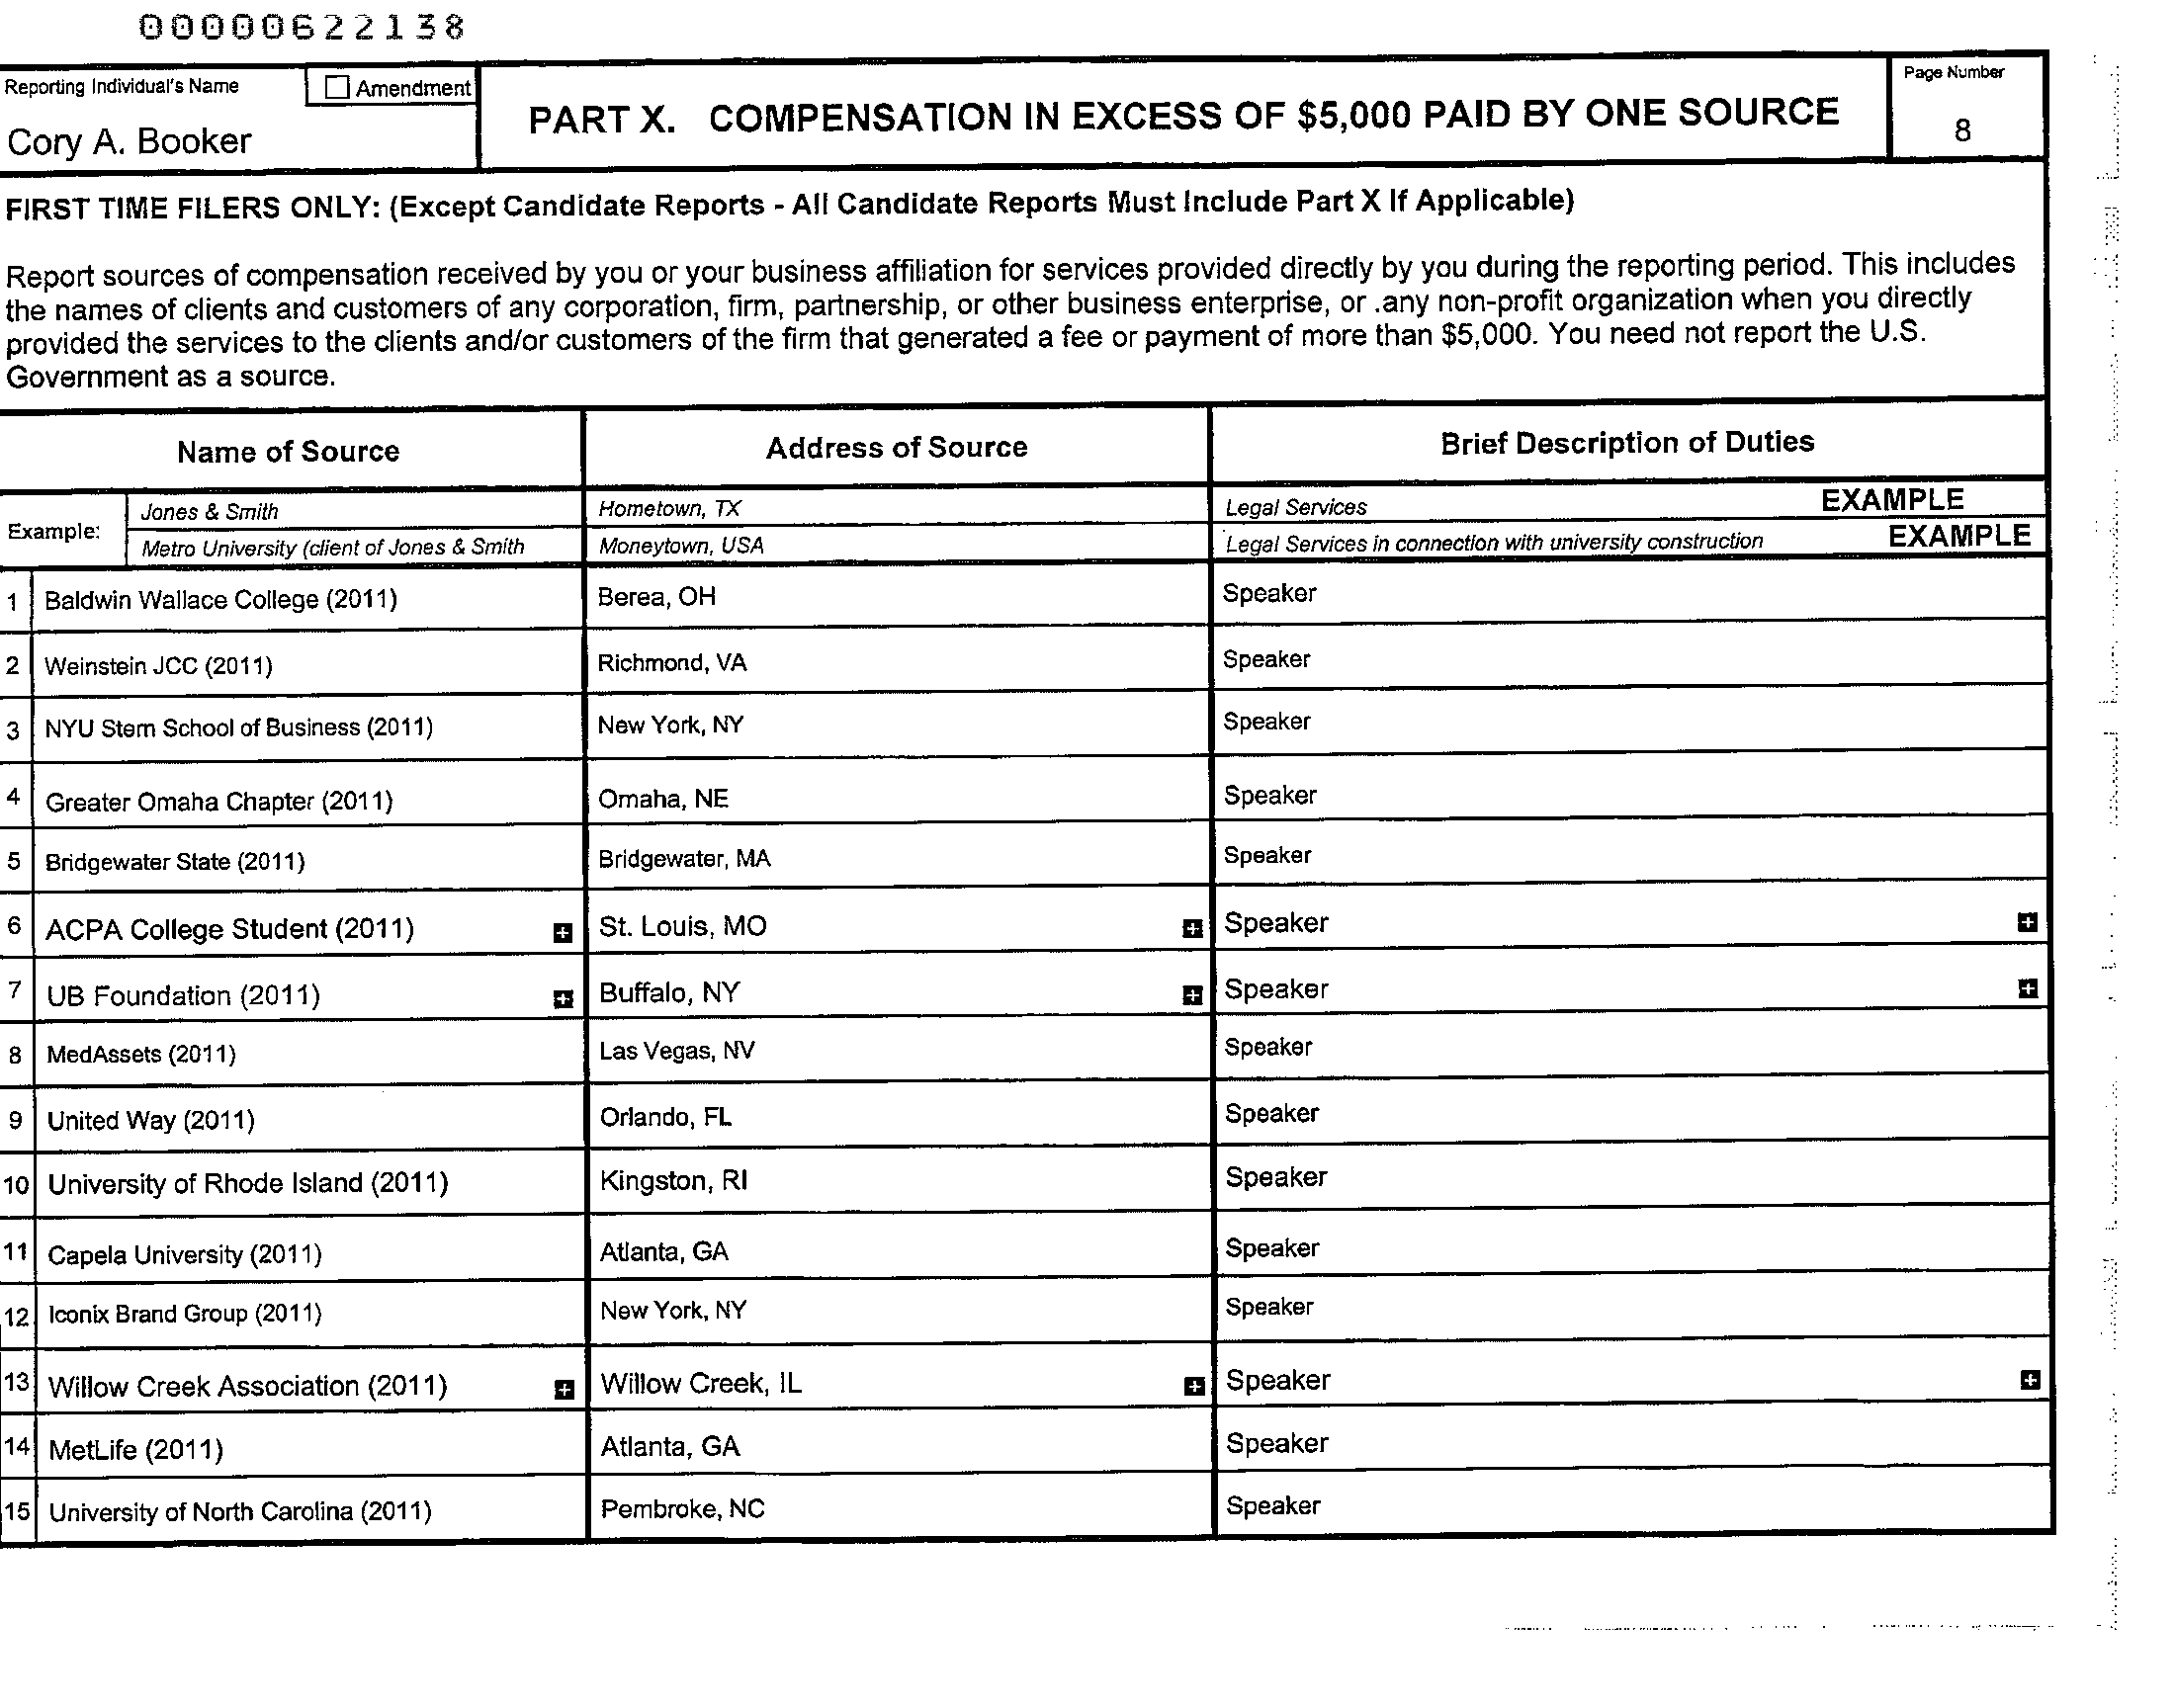 00000622138
Reporting Individual's Name
Amendment
Cory A. Booker
PART X. COMPENSATION IN EXCESS OF $5,000 PAID BY ONE SOURCE
Page Number
8
FIRST TIME FILERS ONLY: (Except Candidate Reports - All Candidate Reports Must Include Part X If Applicable)
Report sources of compensation received by you or your business affiliation for services provided directly by you during the reporting period. This includes
the names of clients and customers of any corporation, firm, partnership, or other business enterprise, or .any non-profit organization when you directly
provided the services to the clients and/or customers of the firm that generated a fee or payment of more than $5,000. You need not report the U.S.
Government as a source.
Name of Source Address of Source Brief Description of Duties
Example: Jones & Smith Hometown, TX Legal Services EXAMPLE
Metro University (client of Jones & Smith Moneytown, USA Legal Services in connection with university construction EXAMPLE
1 Baldwin Wallace College (2011) Berea, OH Speaker
2 Weinstein JCC (2011) Richmond, VA Speaker
3 NYU Stern School of Business (2011) New York, NY Speaker
4 Greater Omaha Chapter (2011) Omaha, NE Speaker
5 Bridgewater State (2011) Bridgewater, MA Speaker
6 ACPA College Student (2011) + St. Louis, MO + Speaker +
7 UB Foundation (2011) + Buffalo, NY + Speaker +
8 MedAssets (2011) Las Vegas, NV Speaker
9 United Way (2011) Orlando, FL Speaker
10 University of Rhode Island (2011) Kingston, RI Speaker
11 Capela University (2011) Atlanta, GA Speaker
12 Iconix Brand Group (2011) New York, NY Speaker
13 Willow Creek Association (2011) + Willow Creek, IL + Speaker +
14 MetLife (2011) Atlanta, GA Speaker
15 University of North Carolina (2011) Pembroke, NC Speaker